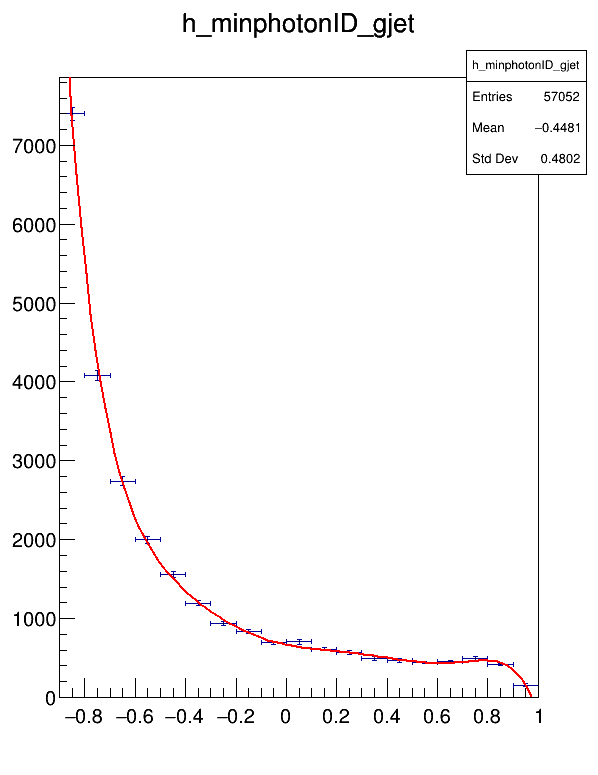 h_minphotonID_gjet
h_minphotonID_gjet
Entries 57052
Mean −0.4481
Std Dev 0.4802
7000
6000
5000
4000
3000
2000
1000
0
−0.8 −0.6 −0.4 −0.2 0 0.2 0.4 0.6 0.8 1